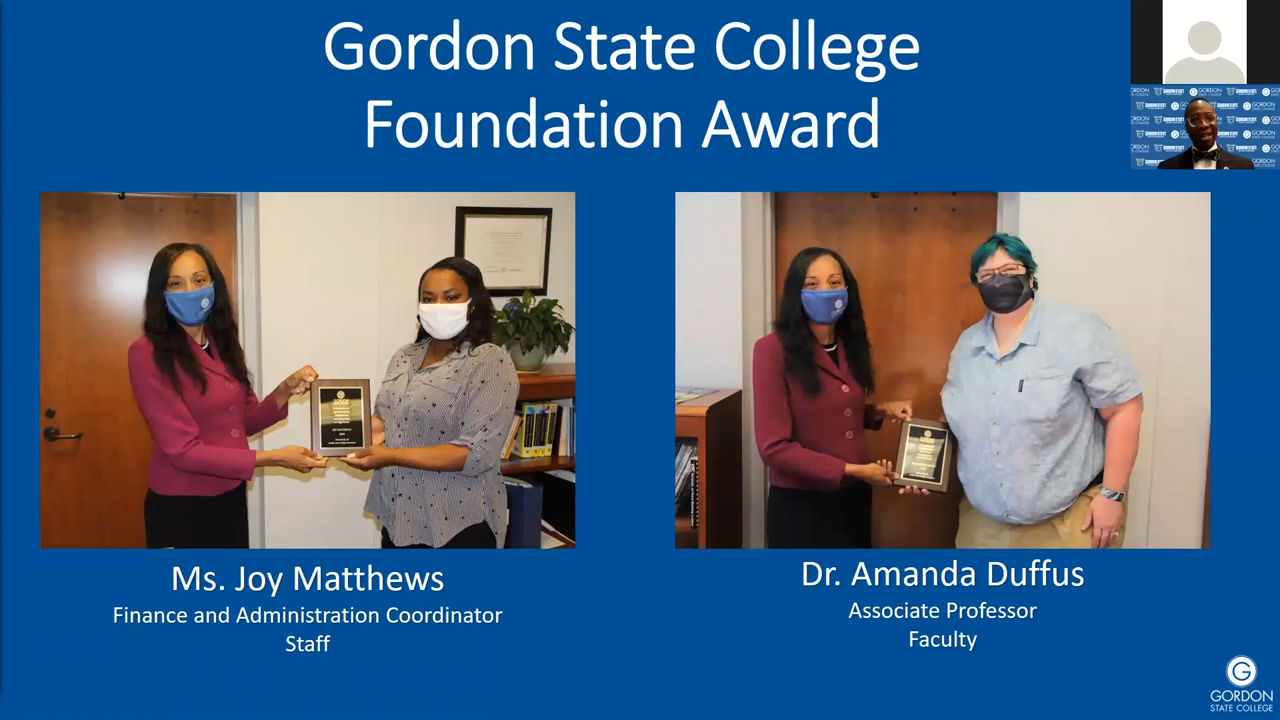 Gordon State College
Foundation Award
Ms. Joy Matthews
Finance and Administration Coordinator
Staff
Dr. Amanda Duffus
Associate Professor
Faculty
G
GORDON
STATE COLLEGE